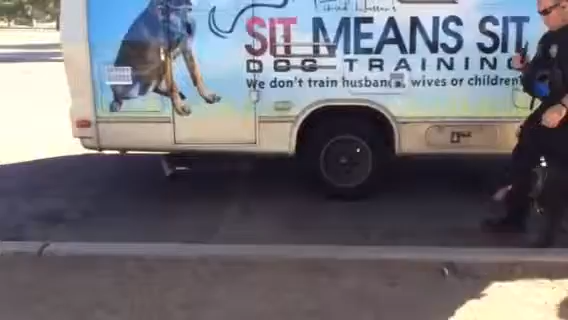 SIT MEANS SIT
DOG TRAINING
We don't train husbands, wives or children